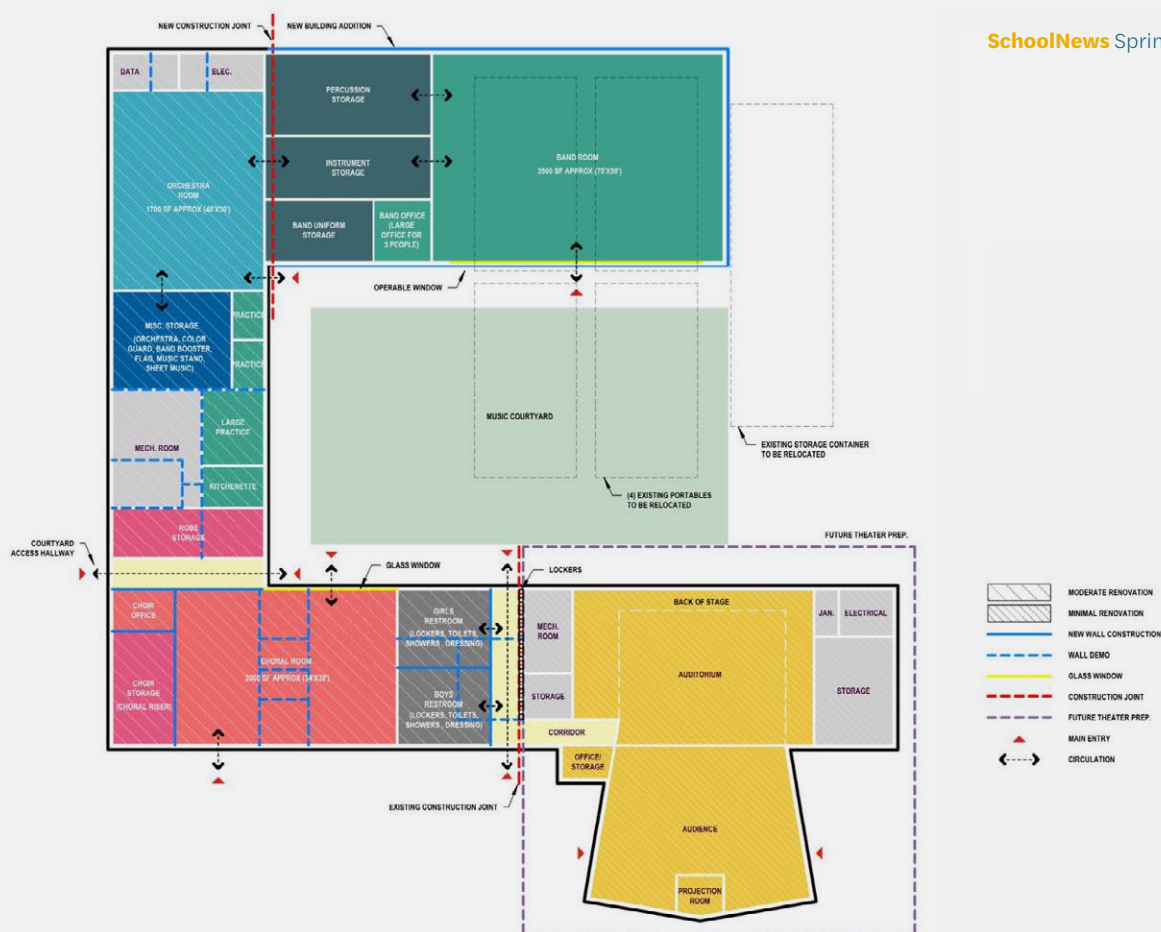 SchoolNews Sprin
NEW CONSTRUCTION JOINT
NEW BUILDING ADDITION
DATA
ELEC.
PERCUSSION
STORAGE
INSTRUMENT
STORAGE
BAND ROOM
3500 SF APPROX (70'X50')
ORCHESTRA
ROOM
1700 SF APPROX (48'X36')
BAND UNIFORM
STORAGE
BAND OFFICE
(LARGE
OFFICE FOR
3 PEOPLE)
OPERABLE WINDOW
MISC. STORAGE
(ORCHESTRA, COLOR
GUARD, BAND BOOSTER,
FLAG, MUSIC STAND,
SHEET MUSIC)
PRACTICE
PRACTICE
MUSIC COURTYARD
LARGE
PRACTICE
MECH. ROOM
KITCHENETTE
EXISTING STORAGE CONTAINER
TO BE RELOCATED
(4) EXISTING PORTABLES
TO BE RELOCATED
ROBE
STORAGE
COURTYARD
ACCESS HALLWAY
FUTURE THEATER PREP.
GLASS WINDOW
LOCKERS
CHOIR
OFFICE
GIRLS
RESTROOM
(LOCKERS, TOILETS,
SHOWERS , DRESSING)
MECH.
ROOM
BACK OF STAGE
JAN.
ELECTRICAL
CHORAL ROOM
2000 SF APPROX (54'X38')
CHOIR
STORAGE
(CHORAL RISER)
BOYS
RESTROOM
(LOCKERS, TOILETS,
SHOWERS , DRESSING)
STORAGE
AUDITORIUM
STORAGE
CORRIDOR
OFFICE/
STORAGE
EXISTING CONSTRUCTION JOINT
AUDIENCE
PROJECTION
ROOM
MODERATE RENOVATION
MINIMAL RENOVATION
NEW WALL CONSTRUCTION
WALL DEMO
GLASS WINDOW
CONSTRUCTION JOINT
FUTURE THEATER PREP.
MAIN ENTRY
CIRCULATION